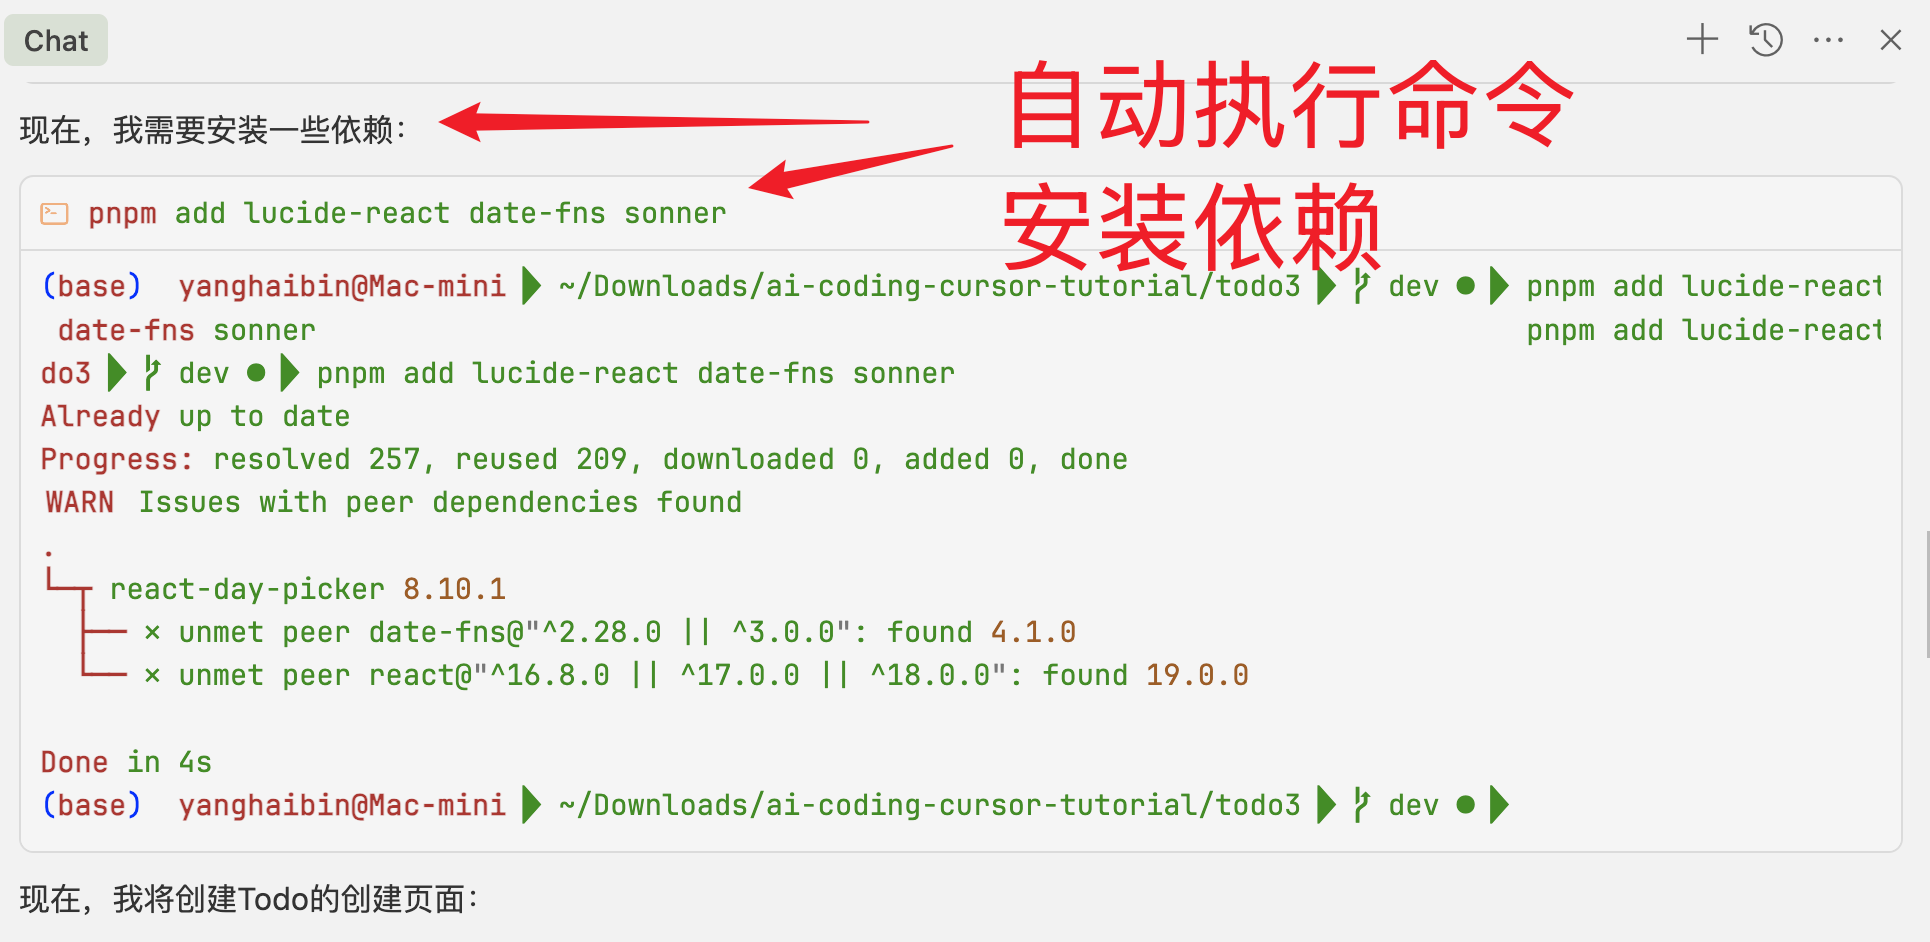 Chat
自动执行命令
安装依赖
现在，我需要安装一些依赖：
pnpm add lucide-react date-fns sonner
(base) yanghaibin@Mac-mini ~/Downloads/ai-coding-cursor-tutorial/todo3 dev ● pnpm add lucide-react
date-fns sonner pnpm add lucide-react
do3 dev ● pnpm add lucide-react date-fns sonner
Already up to date
Progress: resolved 257, reused 209, downloaded 0, added 0, done
WARN Issues with peer dependencies found
.
└─┬ react-day-picker 8.10.1
├── × unmet peer date-fns@"^2.28.0 || ^3.0.0": found 4.1.0
└── × unmet peer react@"^16.8.0 || ^17.0.0 || ^18.0.0": found 19.0.0
Done in 4s
(base) yanghaibin@Mac-mini ~/Downloads/ai-coding-cursor-tutorial/todo3 dev ●
现在，我将创建Todo的创建页面：